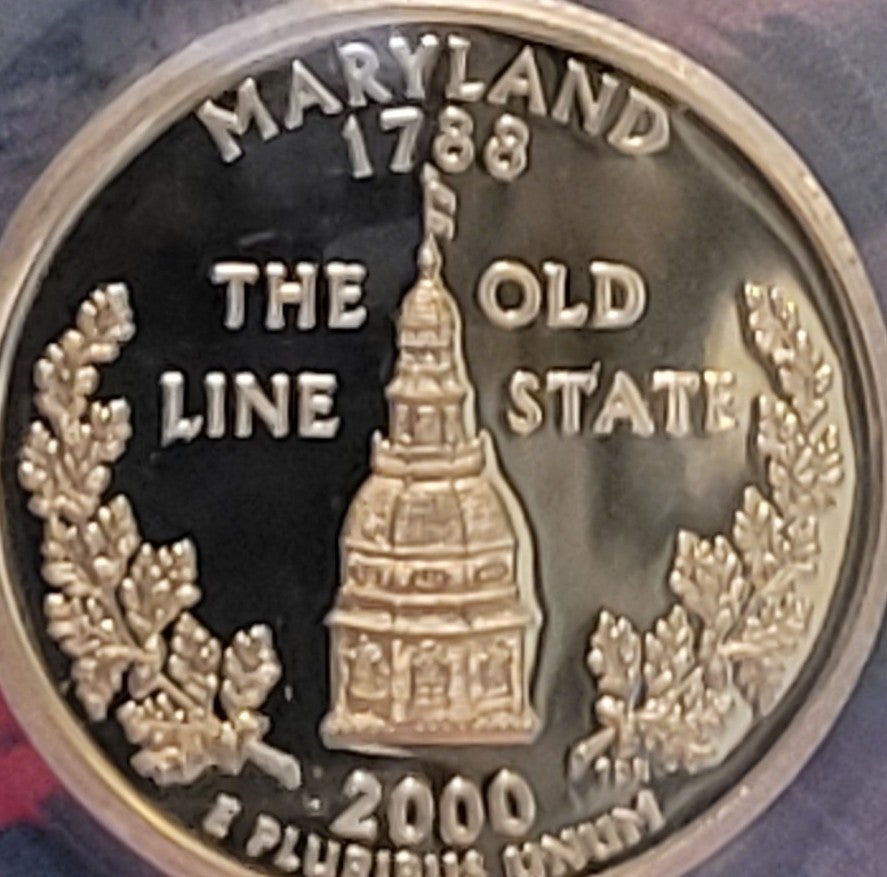 MARYLAND
1788
THE OLD
LINE STATE
2000
E PLURIBUS UNUM